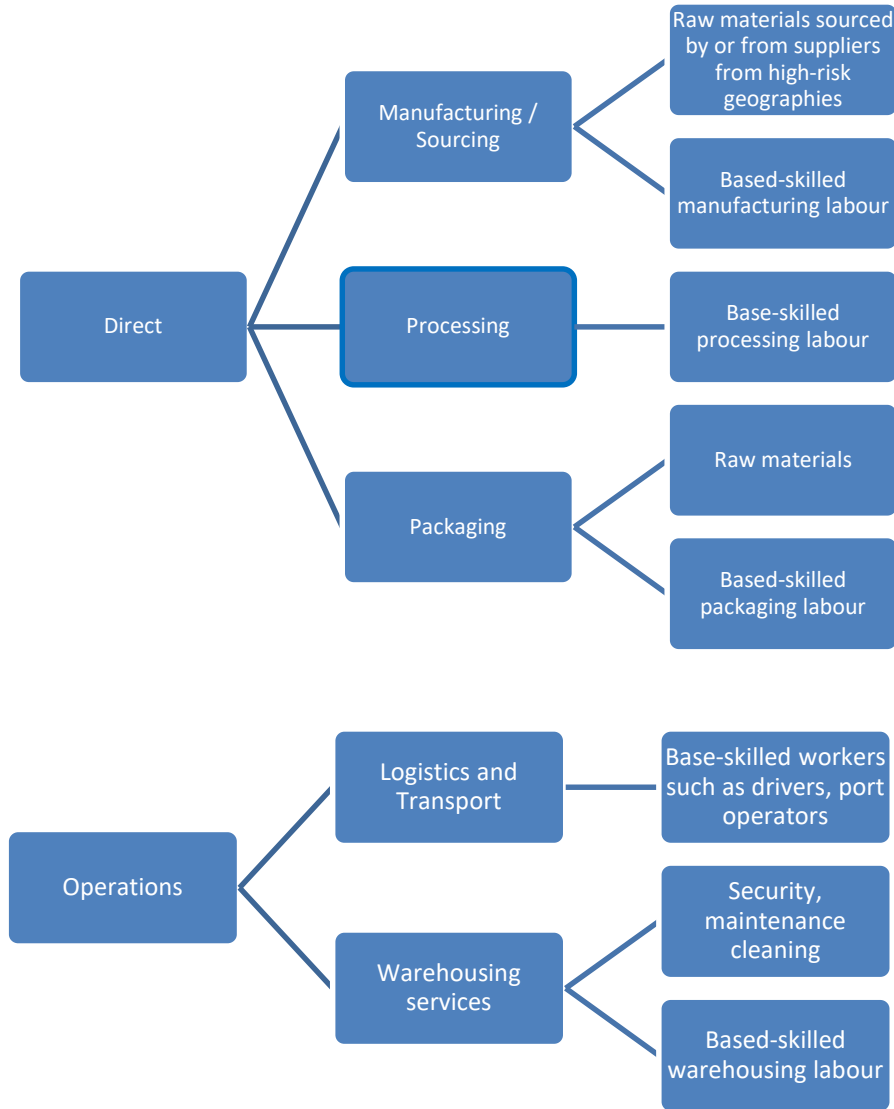 Raw materials sourced
by or from suppliers
from high-risk
geographies
Manufacturing /
Sourcing
Based-skilled
manufacturing labour
Direct
Processing
Base-skilled
processing labour
Raw materials
Packaging
Based-skilled
packaging labour
Logistics and
Transport
Base-skilled workers
such as drivers, port
operators
Operations
Security,
maintenance
cleaning
Warehousing
services
Based-skilled
warehousing labour